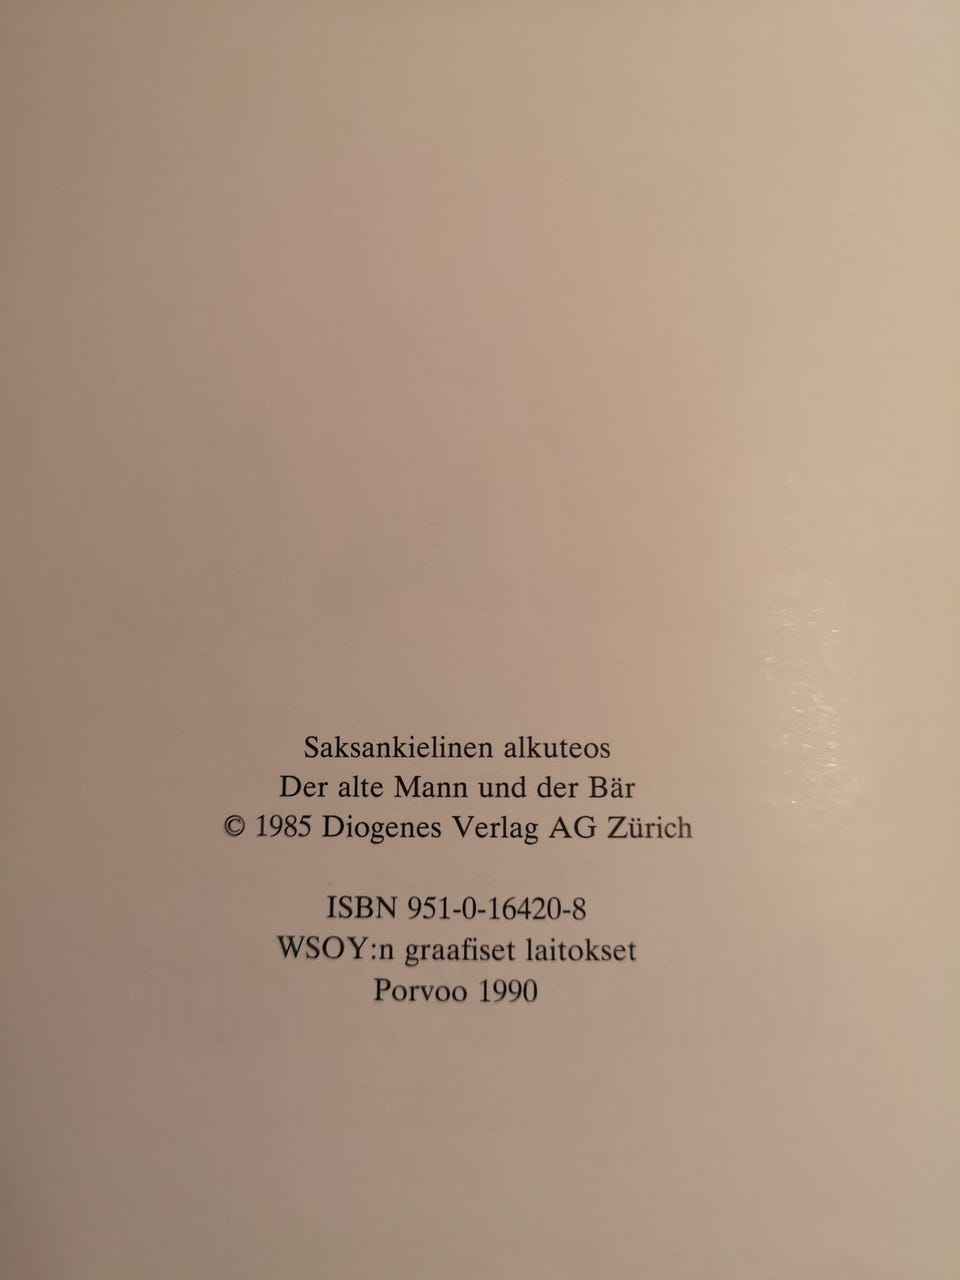 Saksankielinen alkuteos
Der alte Mann und der Bär
© 1985 Diogenes Verlag AG Zürich
ISBN 951-0-16420-8
WSOY:n graafiset laitokset
Porvoo 1990